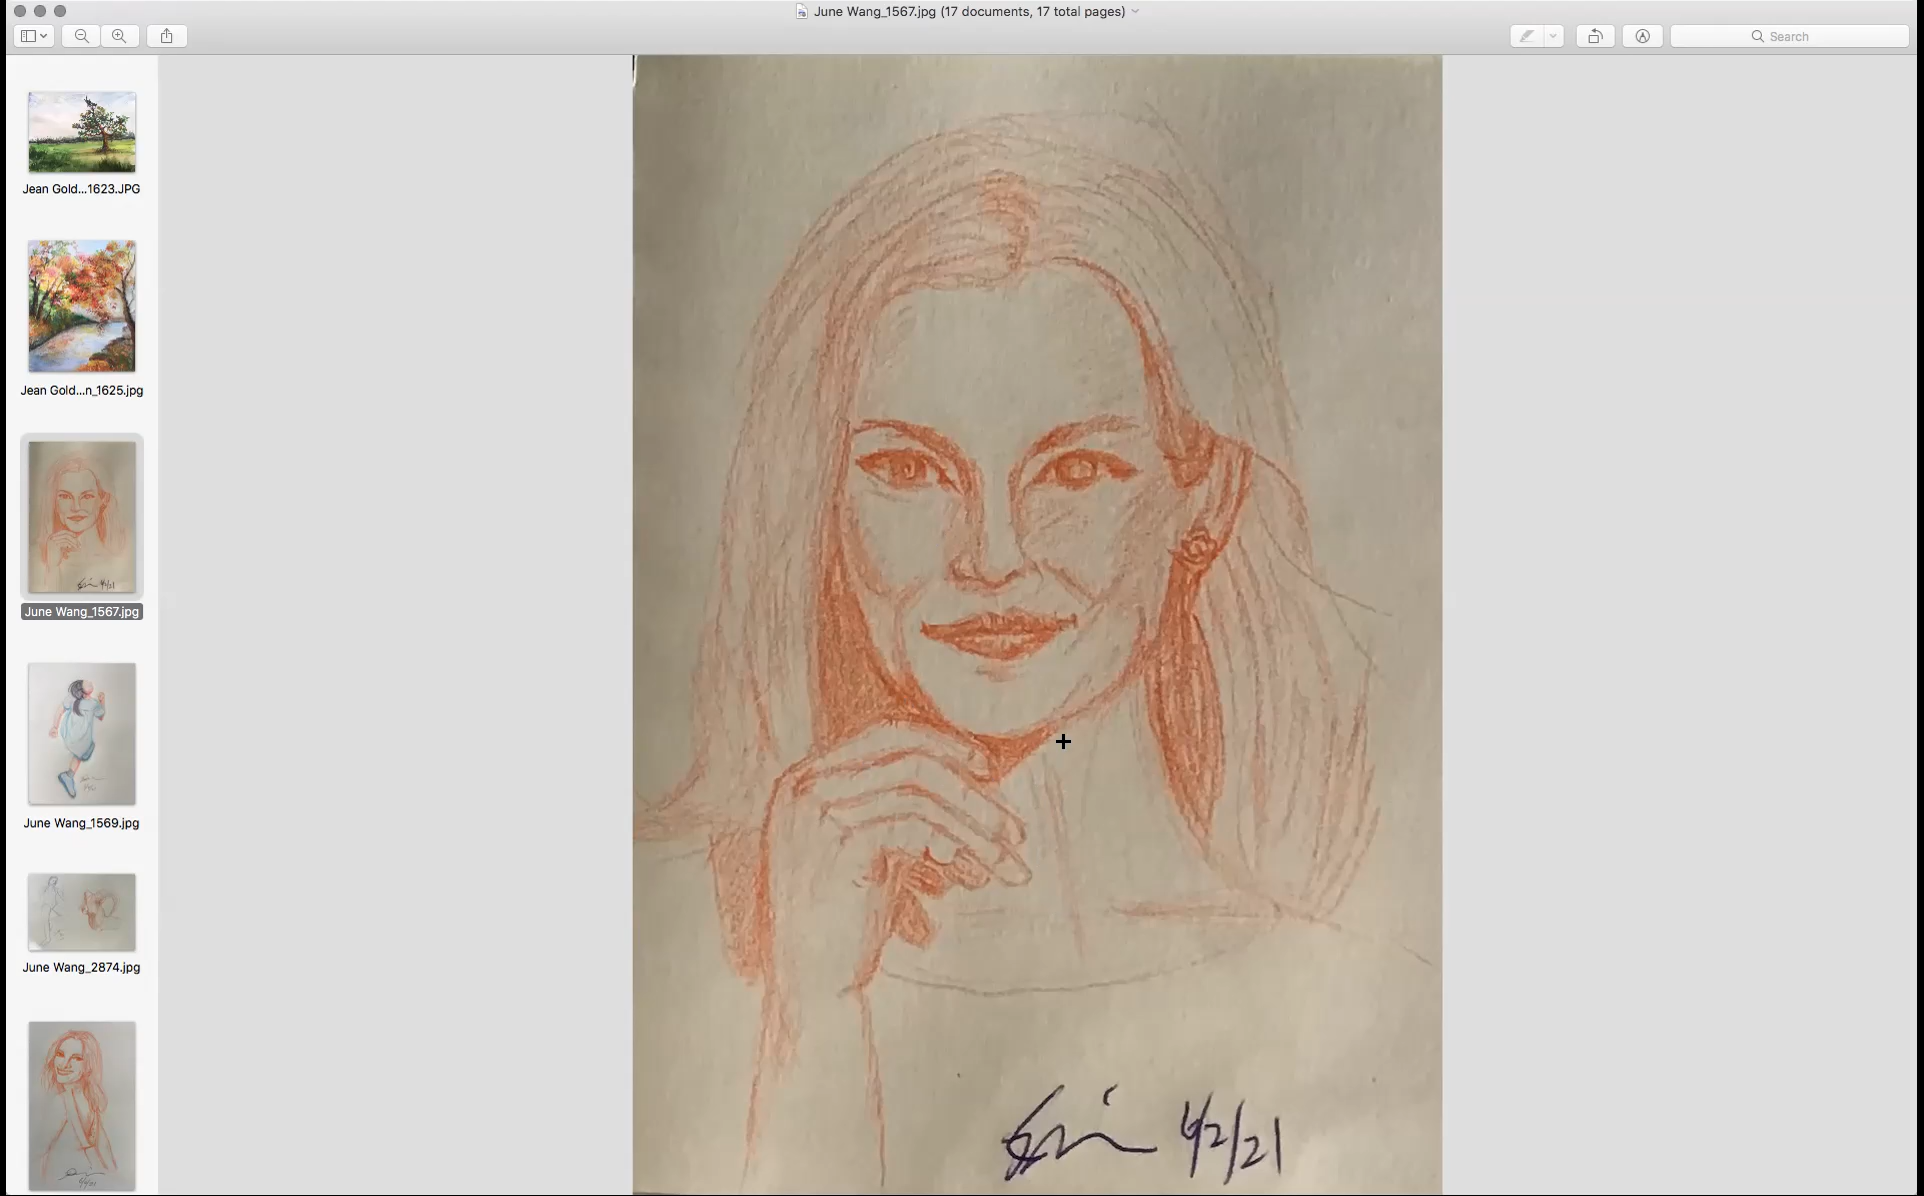 June Wang_1567.jpg (17 documents, 17 total pages)
Search
Jean Gold...1623.JPG
Jean Gold...n_1625.jpg
June Wang_1567.jpg
June Wang_1569.jpg
June Wang_2874.jpg
4/2/21